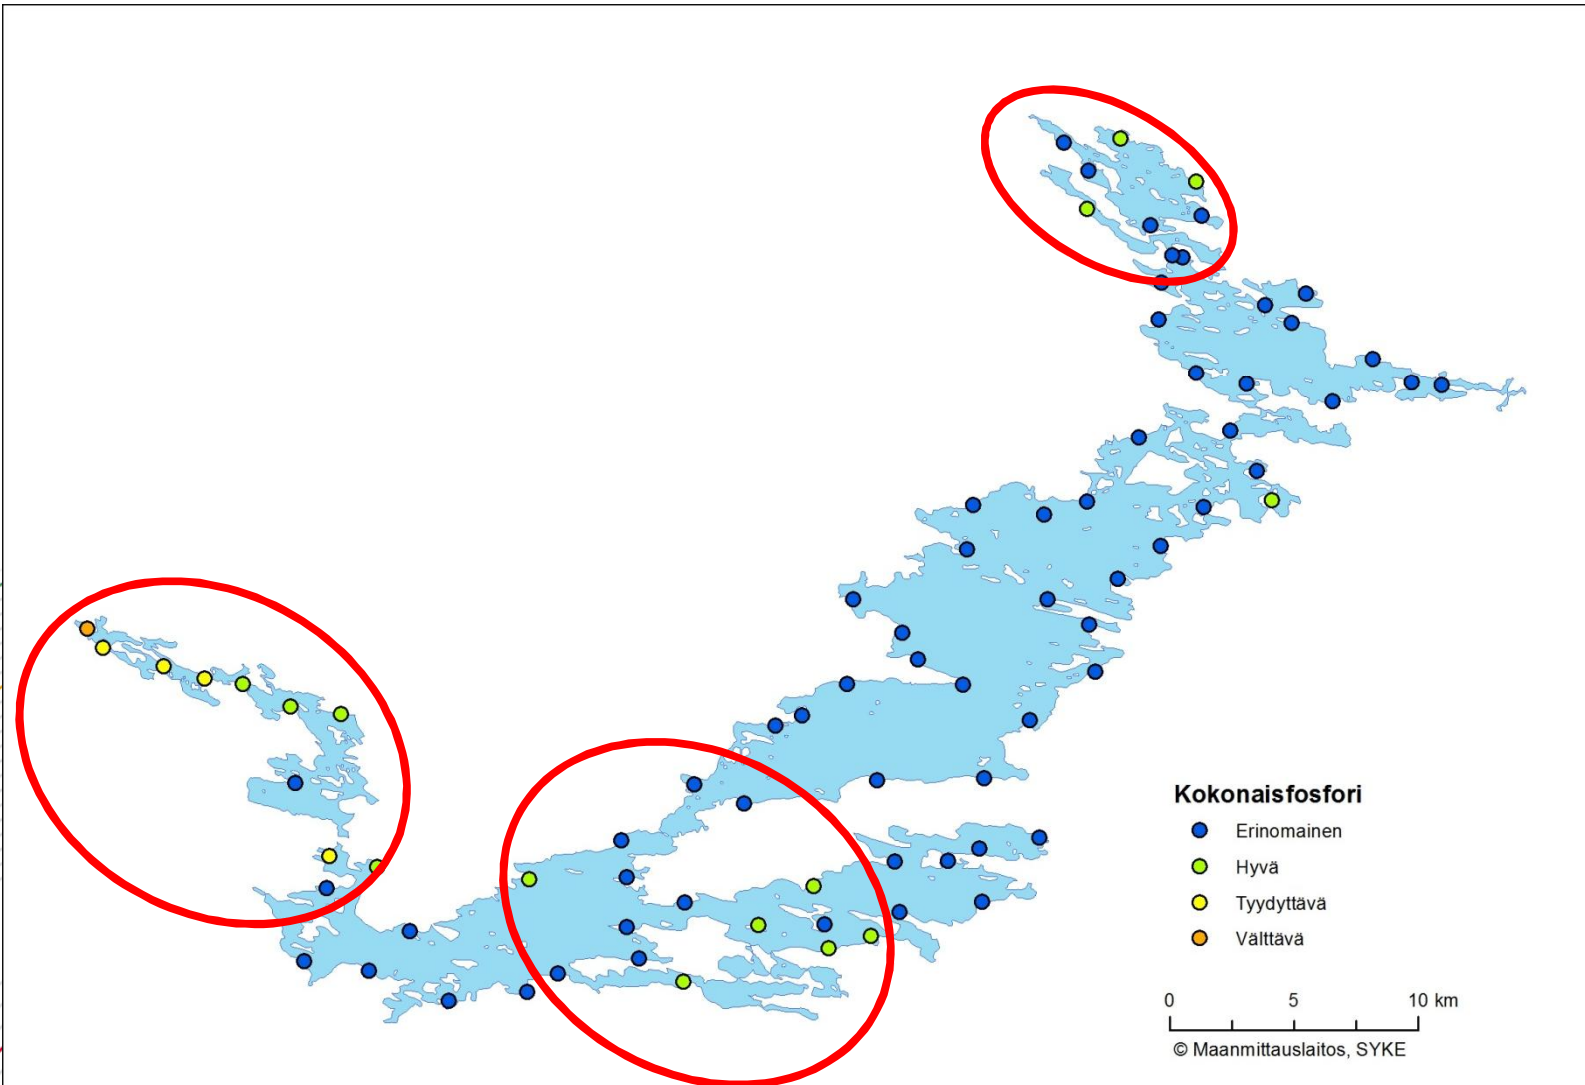 Kokonaisfosfori
Erinomainen
Hyvä
Tyydyttävä
Välttävä
0 5 10 km
© Maanmittauslaitos, SYKE